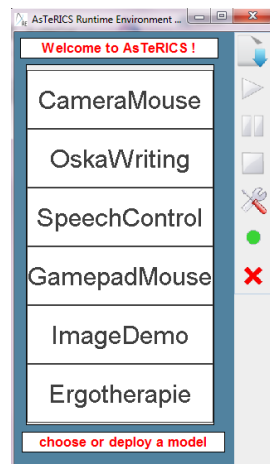 AsTeRICS Runtime Environment ...
Welcome to AsTeRICS !
CameraMouse
OskaWriting
SpeechControl
GamepadMouse
ImageDemo
Ergotherapie
choose or deploy a model